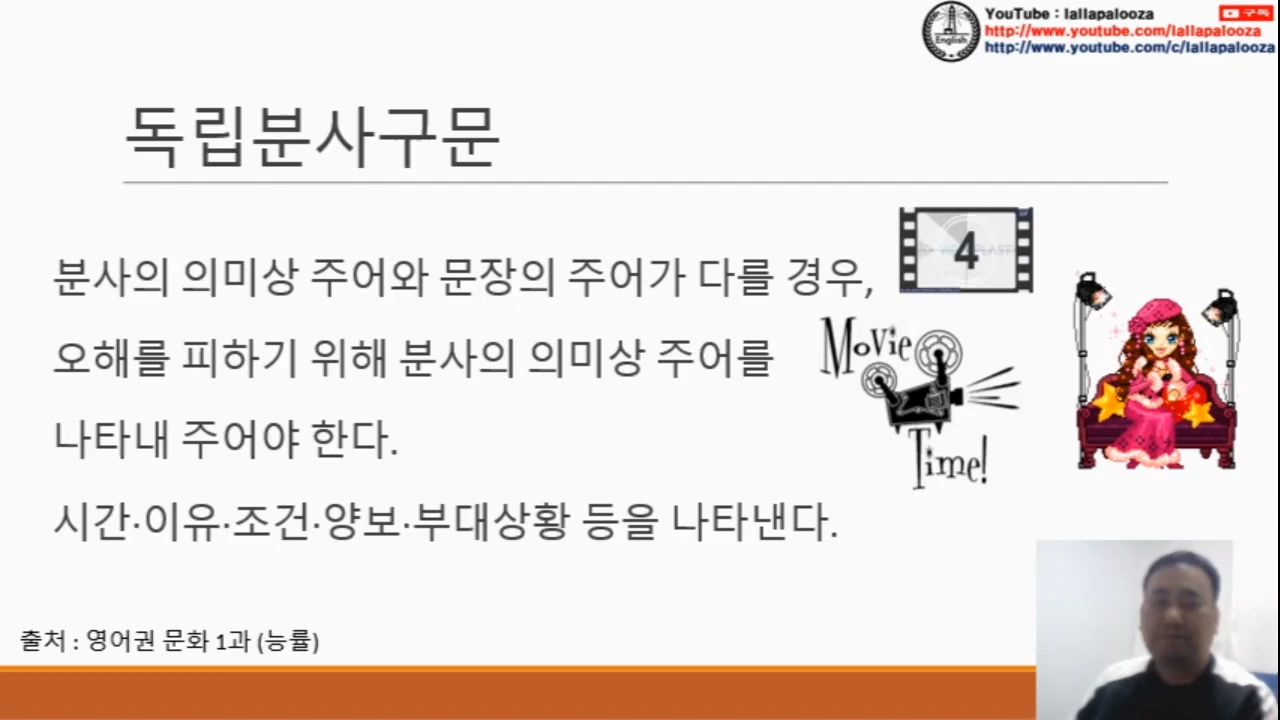 YouTube : lallapalooza
구독
http://www.youtube.com/lallapalooza
http://www.youtube.com/c/lallapalooza
English
독립분사구문
4
분사의 의미상 주어와 문장의 주어가 다를 경우,
오해를 피하기 위해 분사의 의미상 주어를
나타내 주어야 한다.
시간·이유·조건·양보·부대상황 등을 나타낸다.
Movie
Time!
출처 : 영어권 문화 1과 (능률)